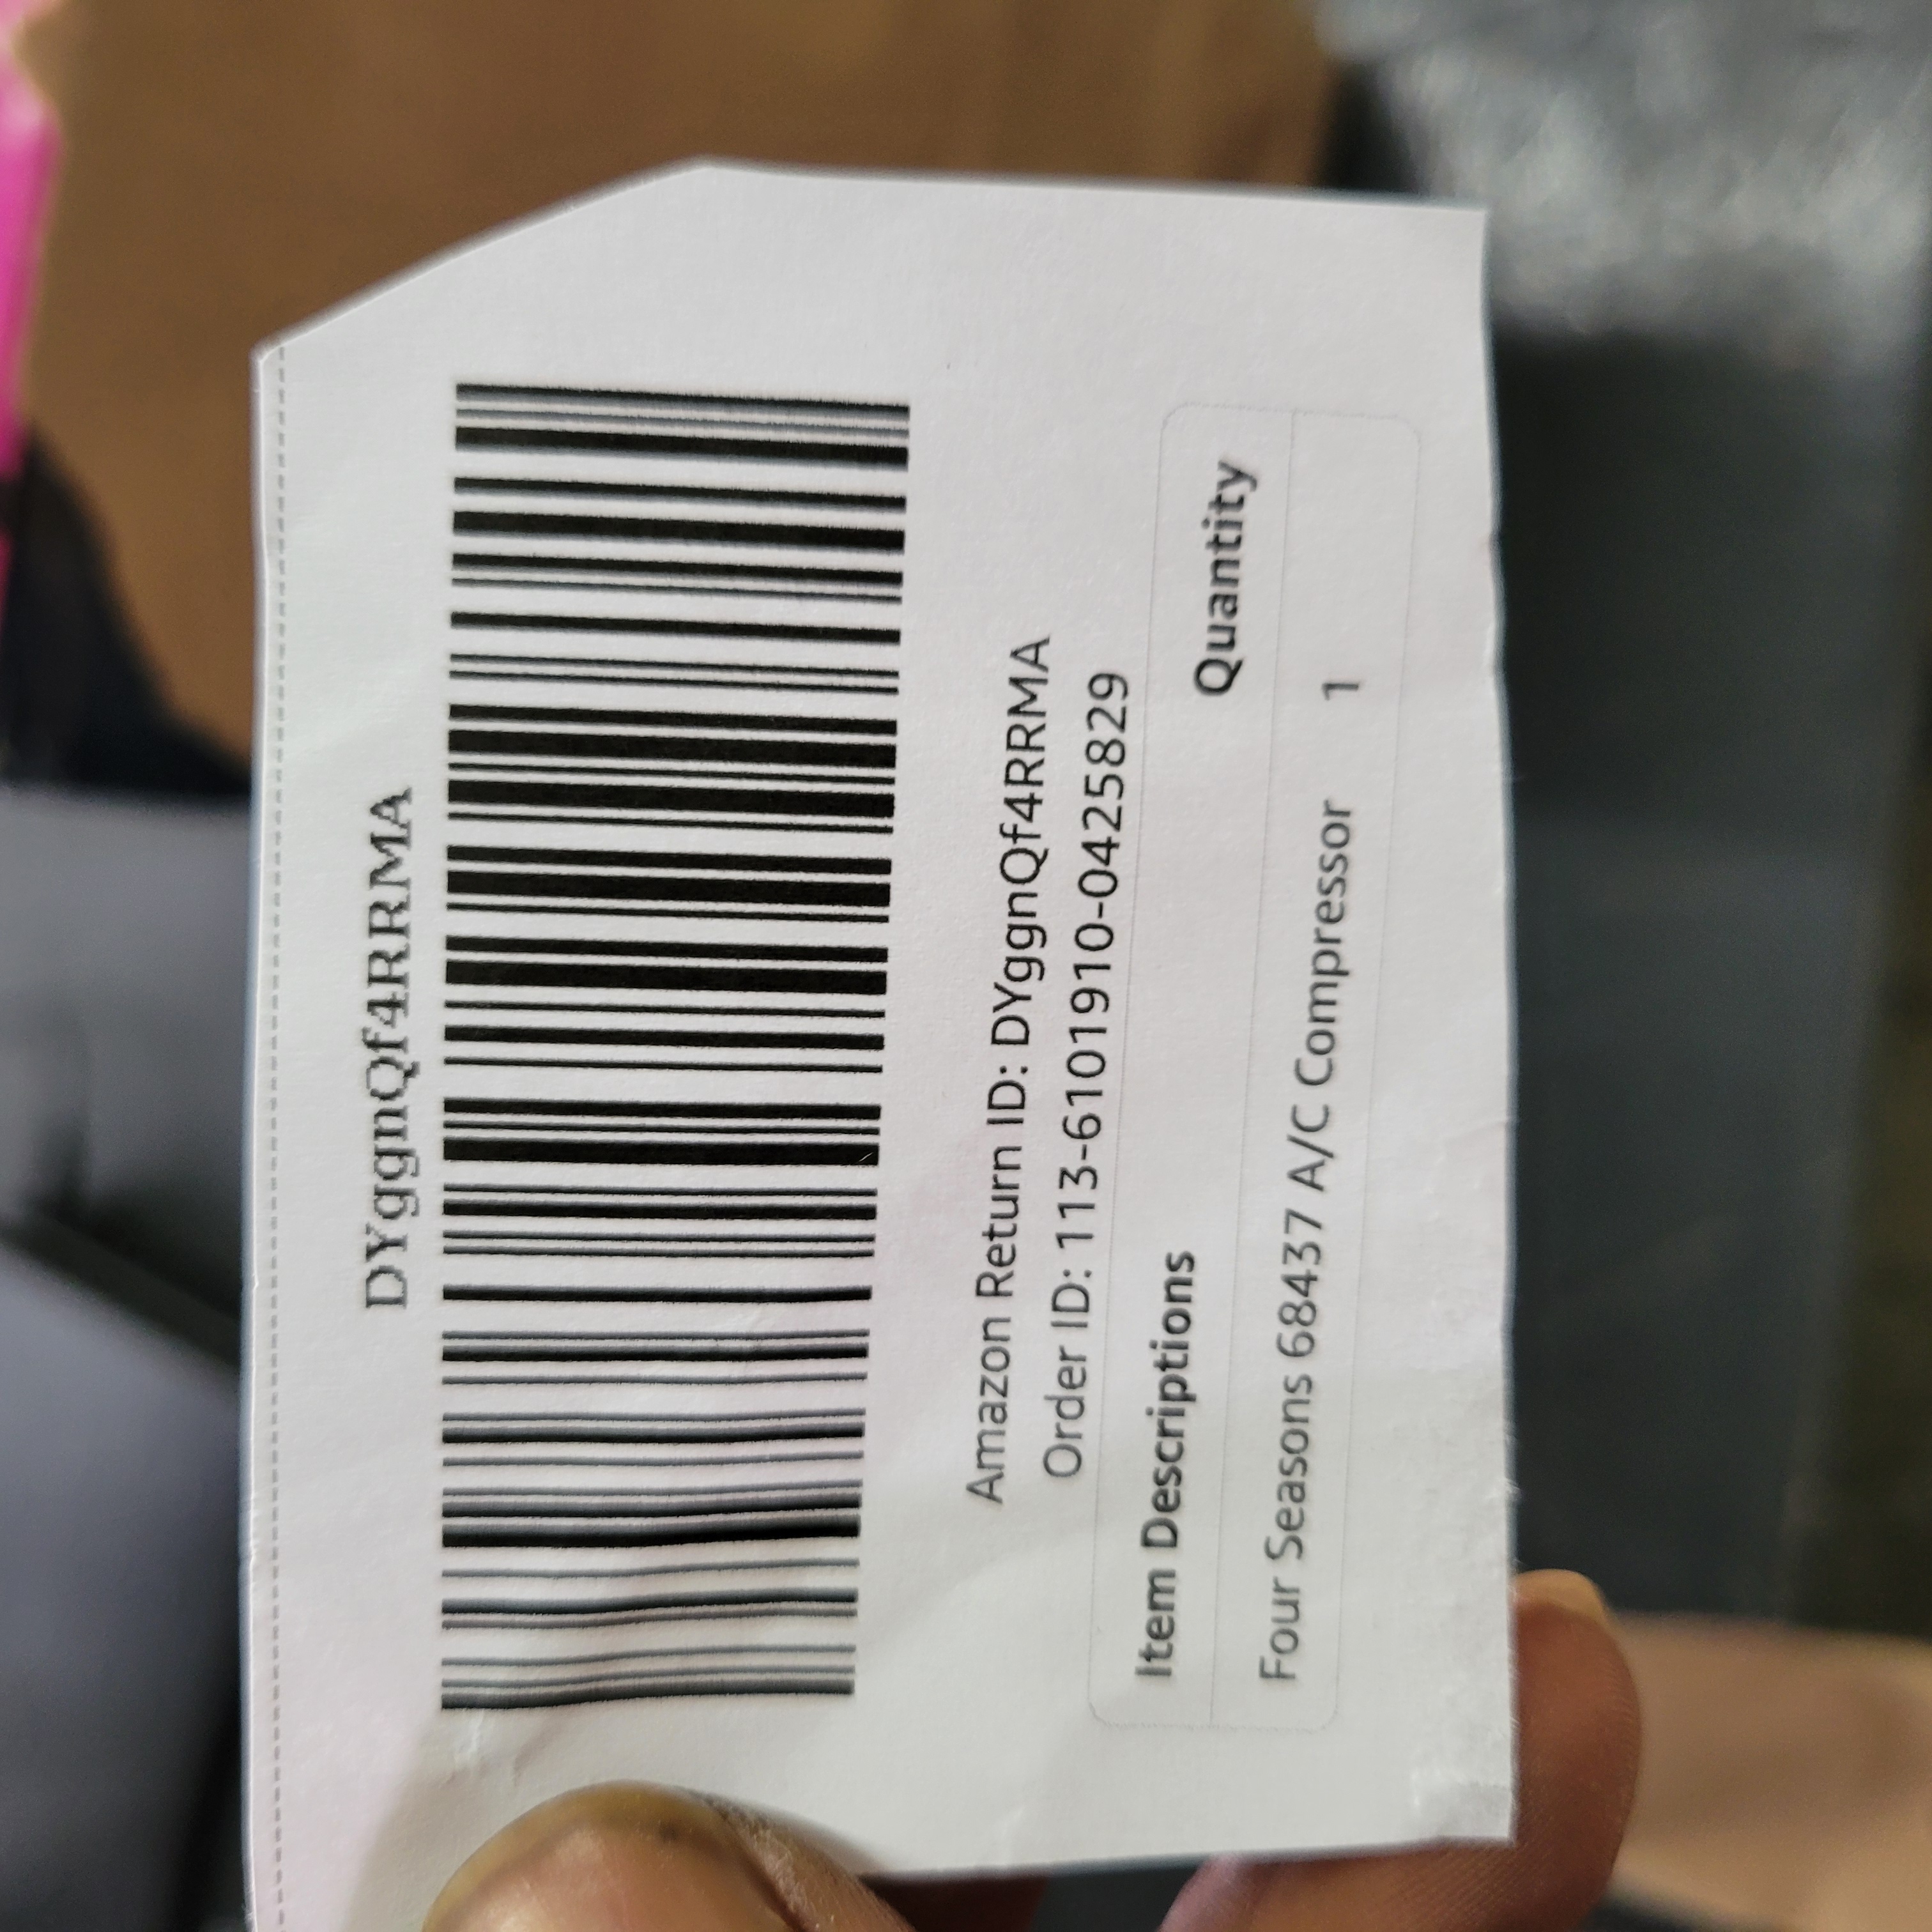 DYggnQf4RRMA
Amazon Return ID: DYggnQf4RRMA
Order ID: 113-6101910-0425829
Item Descriptions Quantity
Four Seasons 68437 A/C Compressor 1